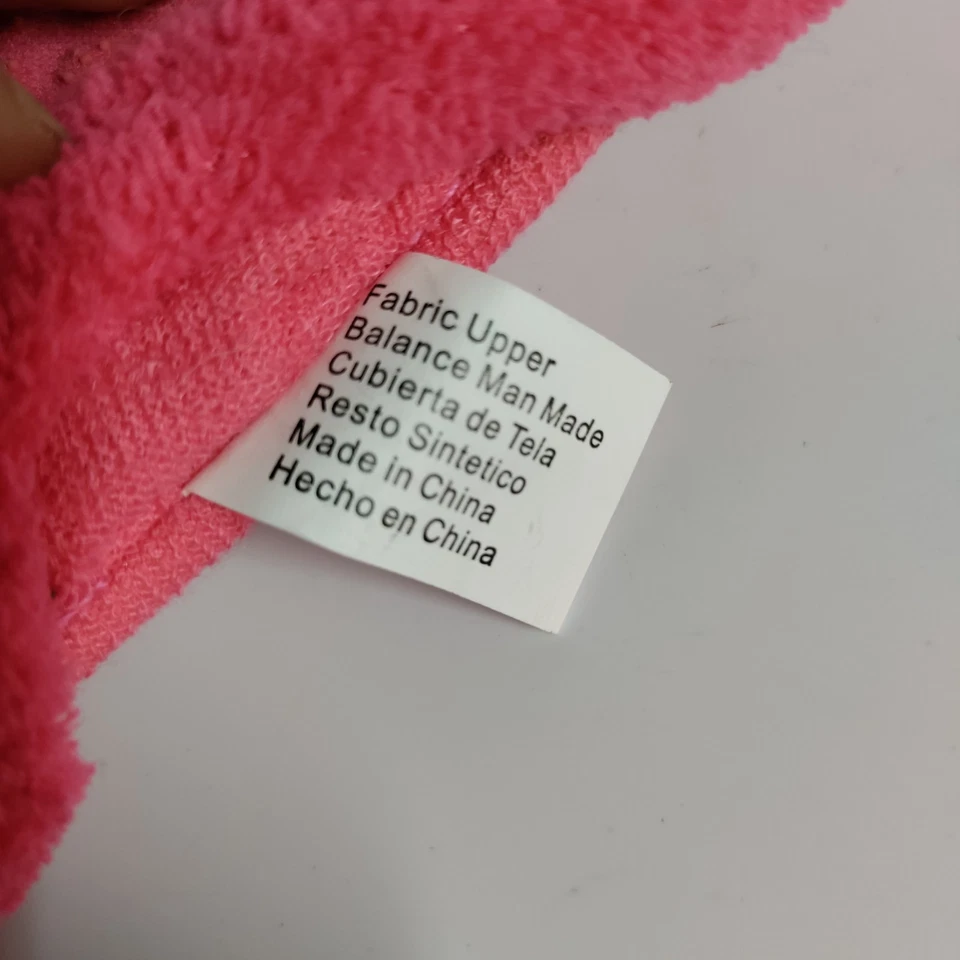 Fabric Upper
Balance Man Made
Cubierta de Tela
Resto Sintetico
Made in China
Hecho en China